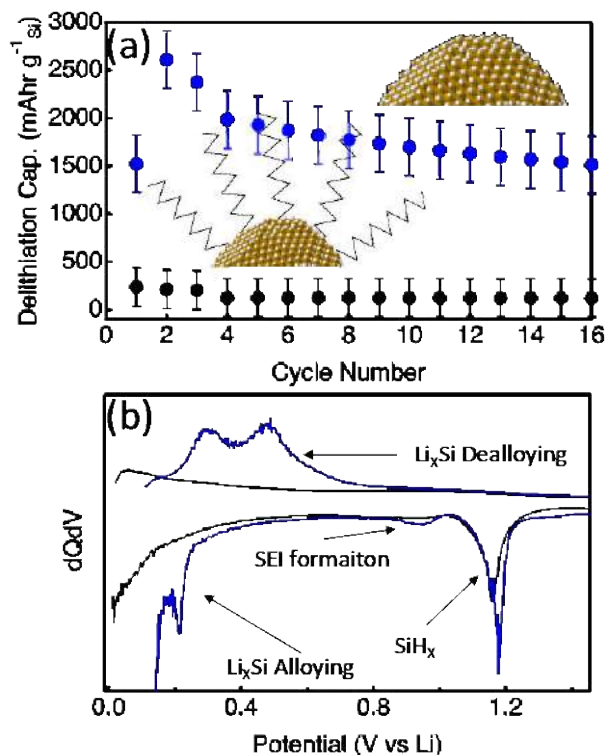 (a)
Delithiation Cap. (mAhr g⁻¹Si)
3000
2500
2000
1500
1000
500
0
0 2 4 6 8 10 12 14 16
Cycle Number
(b)
LiₓSi Dealloying
SEI formaiton
SiHₓ
LiₓSi Alloying
dQdV
0.0 0.4 0.8 1.2
Potential (V vs Li)